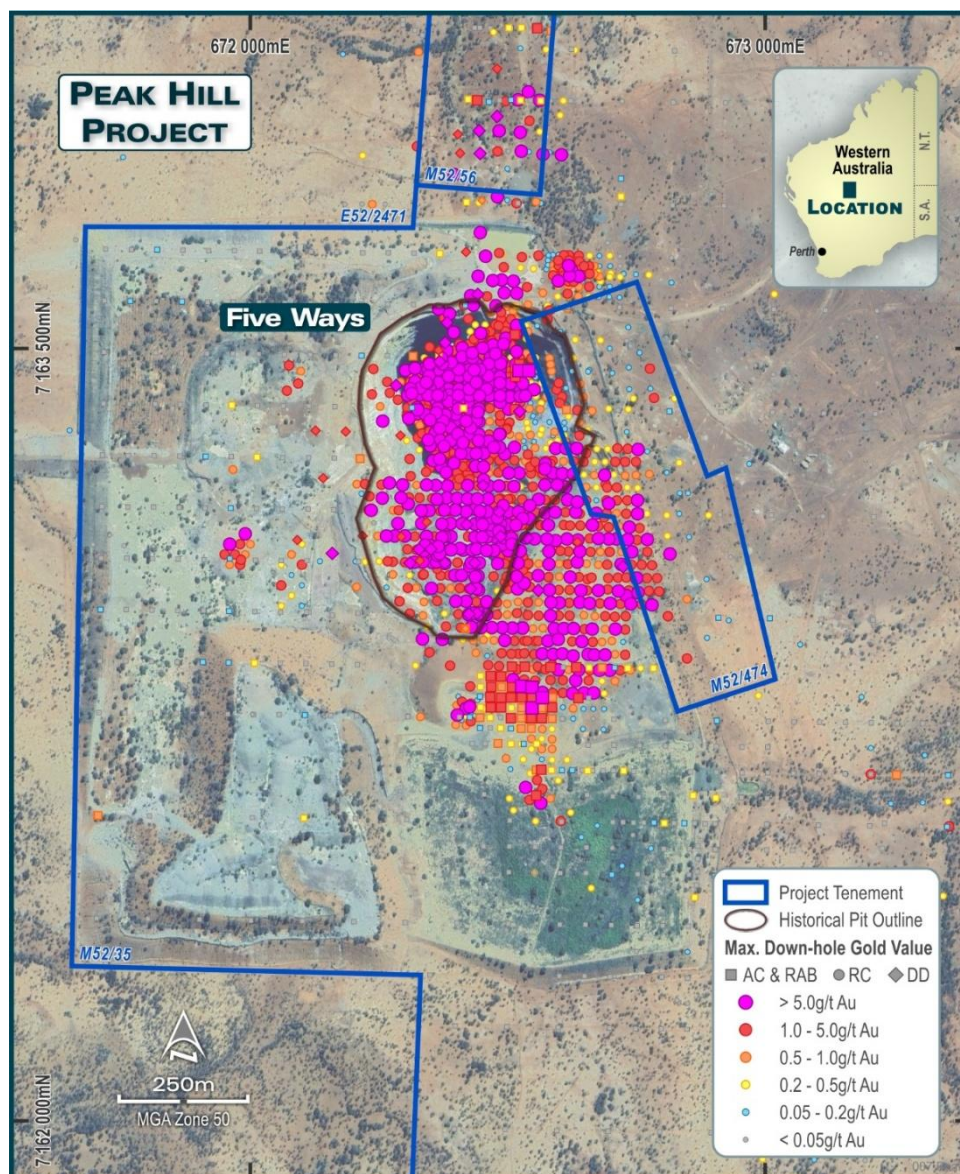 672 000mE
673 000mE
PEAK HILL
PROJECT
Western
Australia
LOCATION
Perth
N.T.
S.A.
M52/56
E52/2471
Five Ways
7 163 500mN
M52/474
M52/35
250m
MGA Zone 50
7 162 000mN
Project Tenement
Historical Pit Outline
Max. Down-hole Gold Value
AC & RAB RC DD
> 5.0g/t Au
1.0 - 5.0g/t Au
0.5 - 1.0g/t Au
0.2 - 0.5g/t Au
0.05 - 0.2g/t Au
< 0.05g/t Au